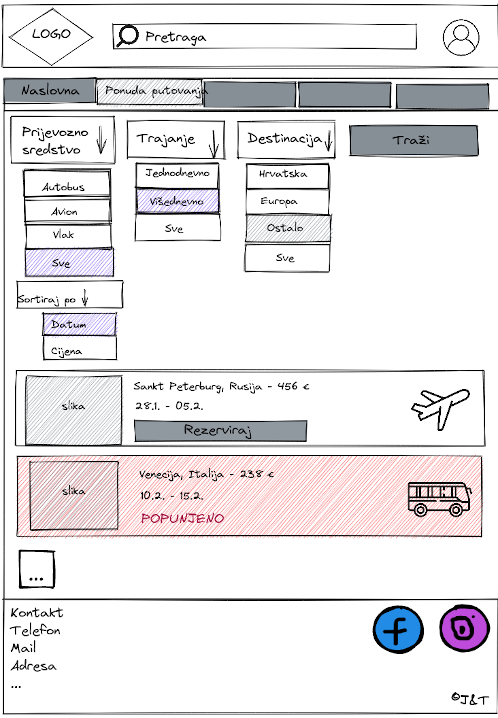 LOGO
Pretraga
Naslovna
Ponuda putovanja
Prijevozno
sredstvo
Trajanje
Destinacija
Traži
Autobus
Avion
Vlak
Sve
Jednodnevno
Višednevno
Sve
Hrvatska
Europa
Ostalo
Sve
Sortiraj po
Datum
Cijena
slika
Sankt Peterburg, Rusija - 456 €
28.1. - 05.2.
Rezerviraj
slika
Venecija, Italija - 238 €
10.2. - 15.2.
POPUNJENO
...
Kontakt
Telefon
Mail
Adresa
...
©J&T